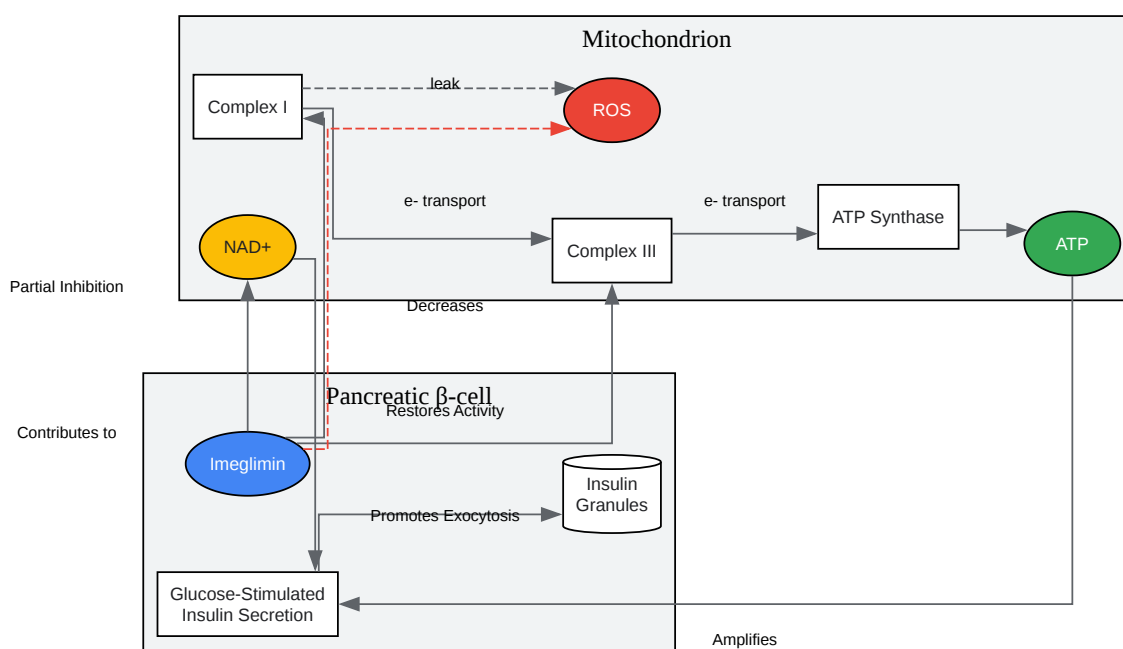 Mitochondrion
leak
Complex I
ROS
e- transport
e- transport
ATP Synthase
NAD+
Complex III
ATP
Partial Inhibition
Decreases
Pancreatic β-cell
Restores Activity
Contributes to
Imeglimin
Insulin
Granules
Promotes Exocytosis
Glucose-Stimulated
Insulin Secretion
Amplifies